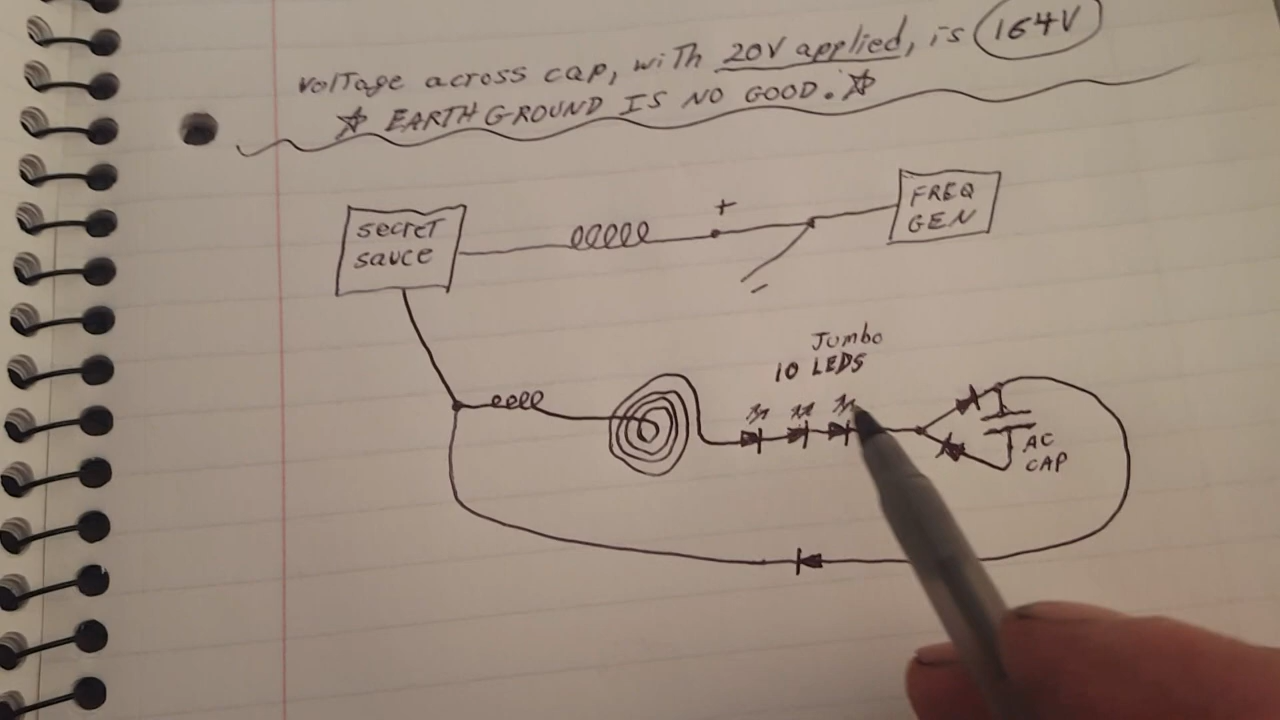 volTage across cap, with 20V applied, is 164V
☆ EARTH GROUND IS NO GOOD. ☆
+
FREQ
GEN
secreT
sauce
-
Jumbo
10 LEDS
AC
CAP